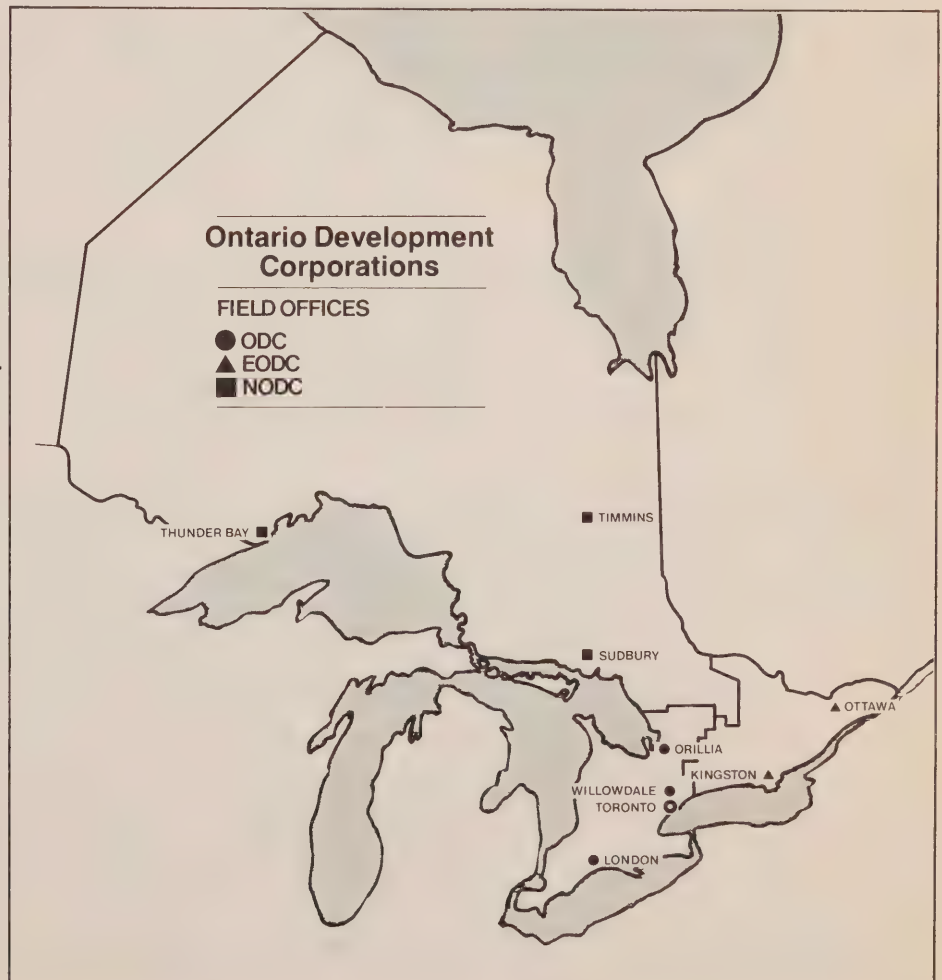 Ontario Development
Corporations
FIELD OFFICES
ODC
EODC
NODC
THUNDER BAY
TIMMINS
SUDBURY
OTTAWA
ORILLIA
KINGSTON
WILLOWDALE
TORONTO
LONDON